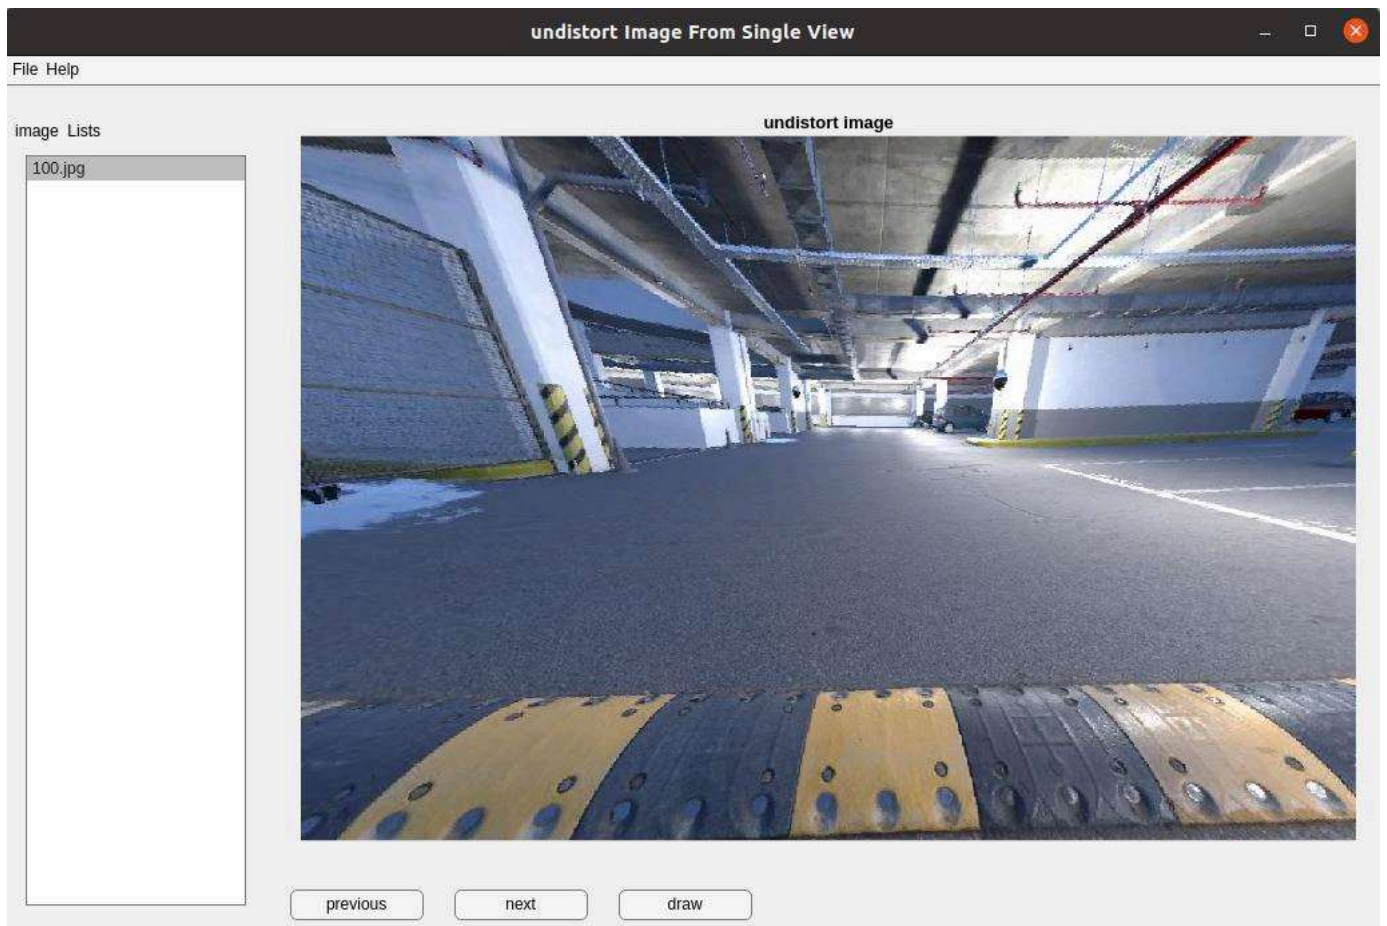 undistort Image From Single View
File Help
image Lists
undistort image
100.jpg
previous next draw